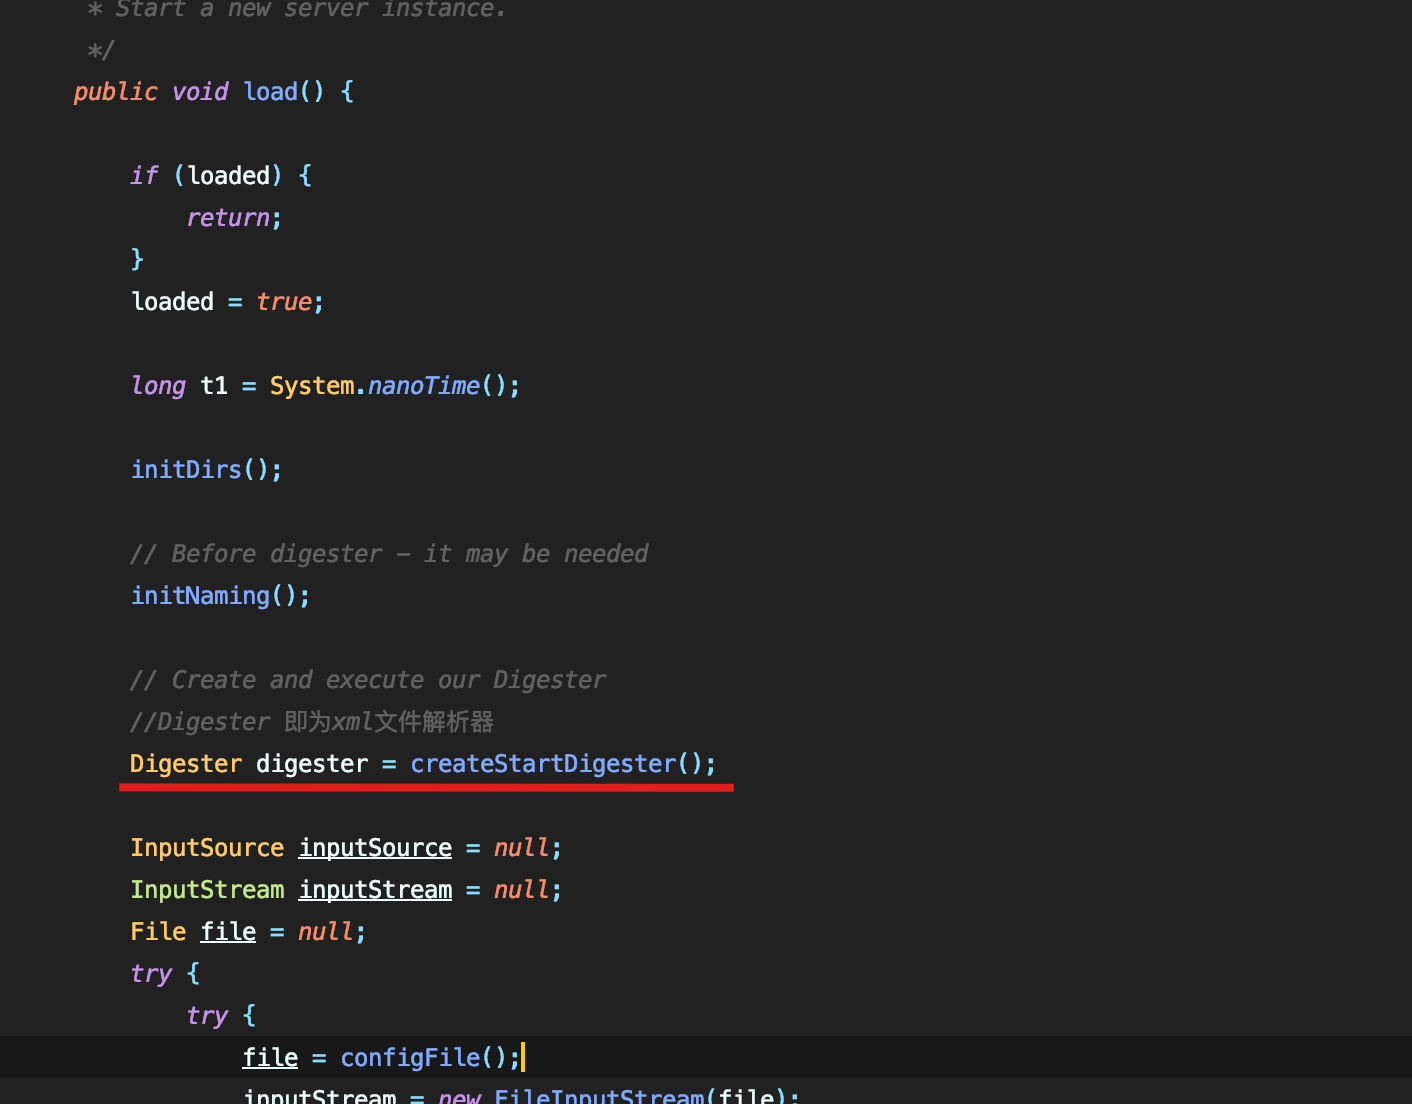 * Start a new server instance.
*/
public void load() {
if (loaded) {
return;
}
loaded = true;
long t1 = System.nanoTime();
initDirs();
// Before digester – it may be needed
initNaming();
// Create and execute our Digester
//Digester 即为xml文件解析器
Digester digester = createStartDigester();
InputSource inputSource = null;
InputStream inputStream = null;
File file = null;
try {
try {
file = configFile();
inputStream = new FileInputStream(file);